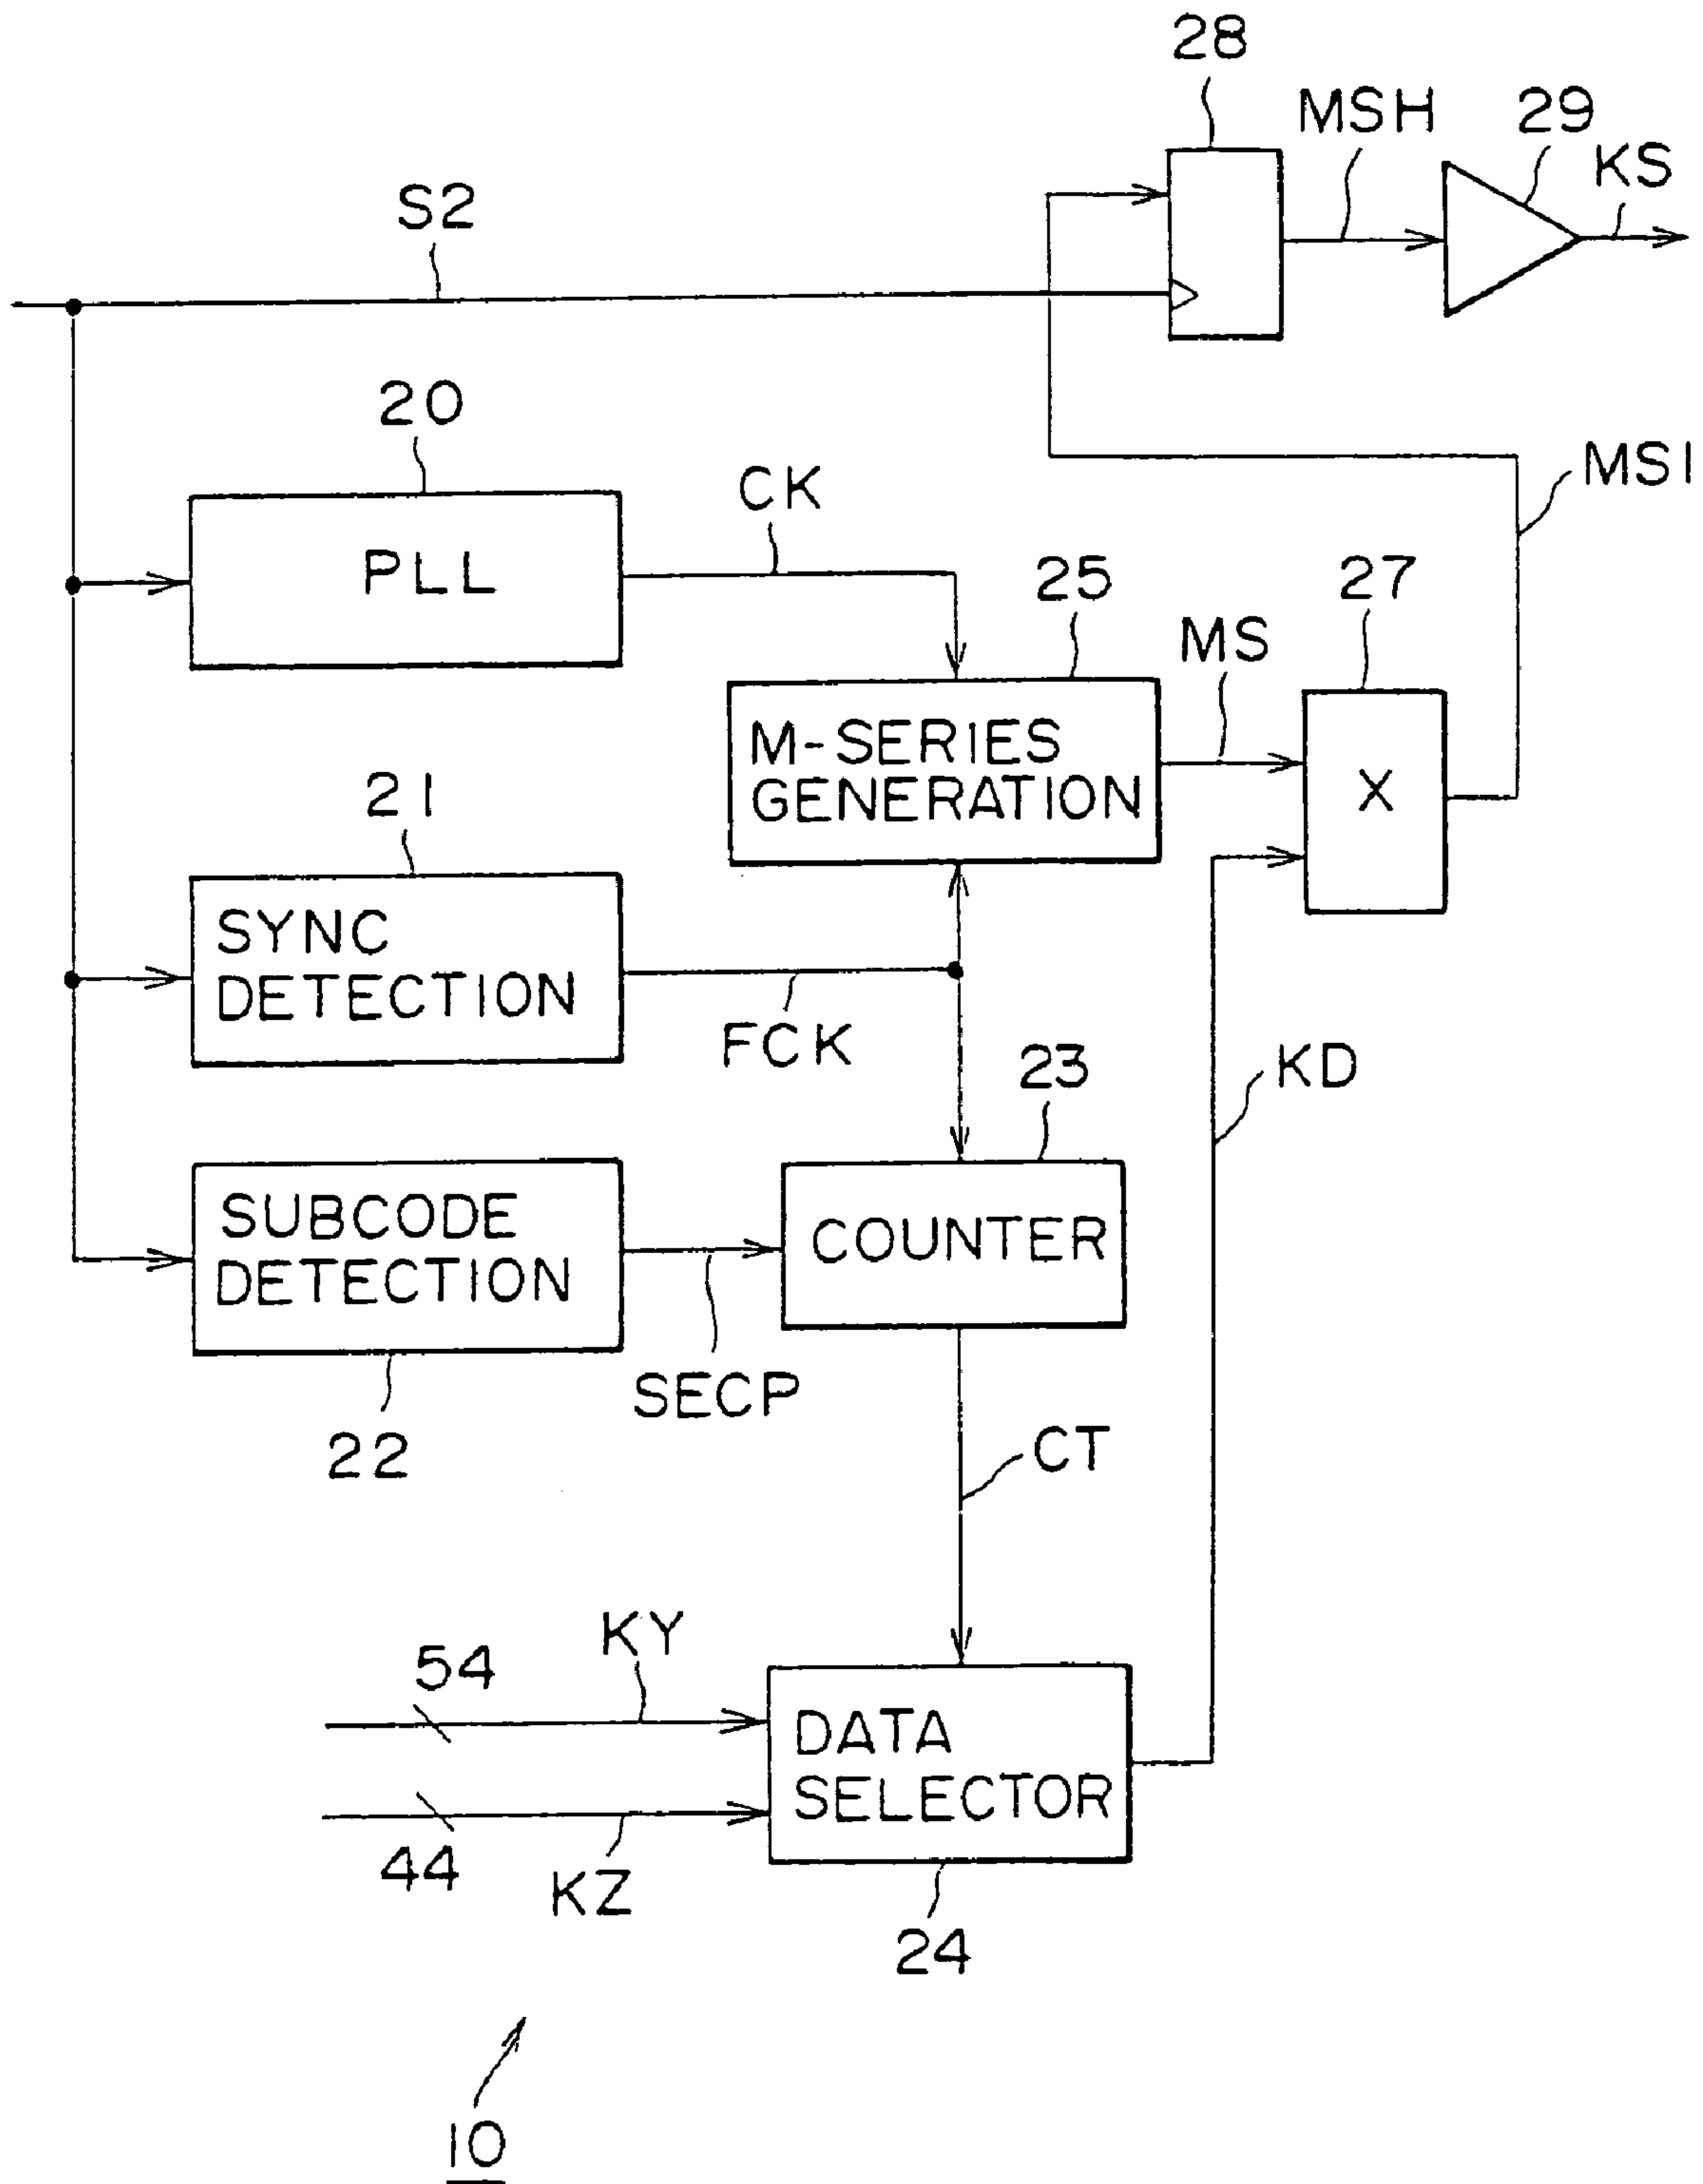 28
MSH
29
KS
S2
20
CK
MS1
PLL
25
27
MS
M-SERIES
GENERATION
X
21
SYNC
DETECTION
FCK
23
KD
SUBCODE
DETECTION
COUNTER
SECP
22
CT
KY
54
DATA
SELECTOR
44
KZ
24
10